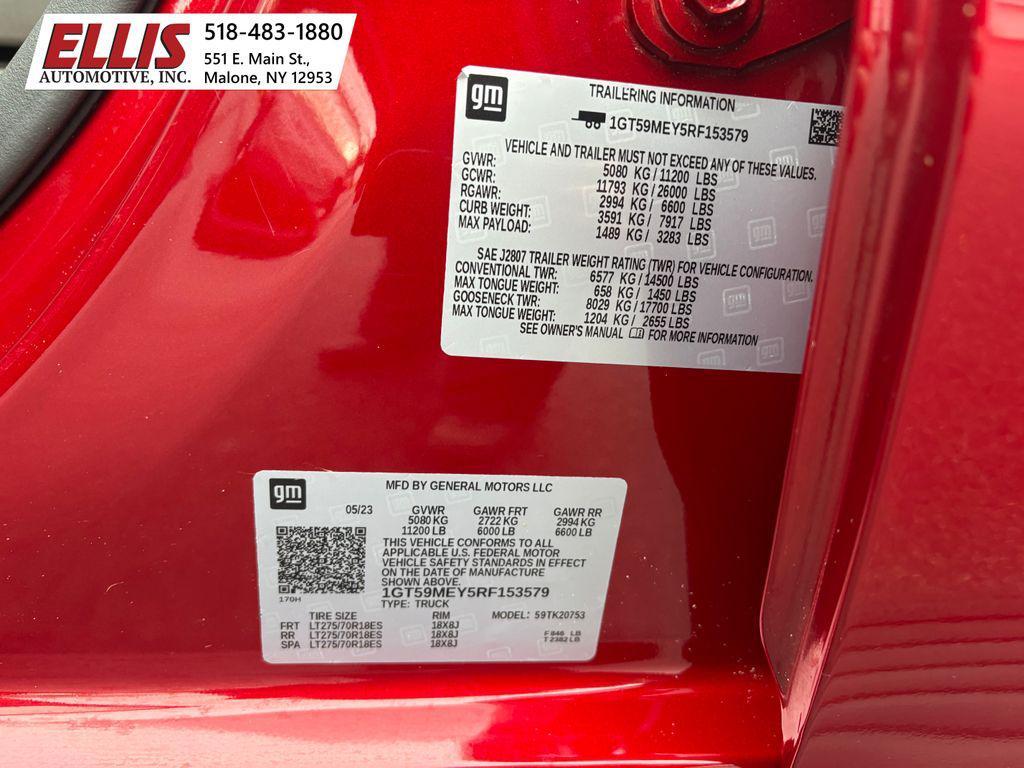 ELLIS
AUTOMOTIVE, INC.
518-483-1880
551 E. Main St.,
Malone, NY 12953
gm
TRAILERING INFORMATION
1GT59MEY5RF153579
VEHICLE AND TRAILER MUST NOT EXCEED ANY OF THESE VALUES.
GVWR: 5080 KG/11200 LBS
GCWR: 11793 KG/26000 LBS
RGAWR: 2994 KG/ 6600 LBS
CURB WEIGHT: 3591 KG/ 7917 LBS
MAX PAYLOAD: 1489 KG/ 3283 LBS
SAE J2807 TRAILER WEIGHT RATING (TWR) FOR VEHICLE CONFIGURATION.
CONVENTIONAL TWR: 6577 KG/14500 LBS
MAX TONGUE WEIGHT: 658 KG/ 1450 LBS
GOOSENECK TWR: 8029 KG/17700 LBS
MAX TONGUE WEIGHT: 1204 KG/ 2655 LBS
SEE OWNER'S MANUAL FOR MORE INFORMATION
gm
MFD BY GENERAL MOTORS LLC
05/23 GVWR GAWR FRT GAWR RR
5080 KG 2722 KG 2994 KG
11200 LB 6000 LB 6600 LB
THIS VEHICLE CONFORMS TO ALL
APPLICABLE U.S. FEDERAL MOTOR
VEHICLE SAFETY STANDARDS IN EFFECT
ON THE DATE OF MANUFACTURE
SHOWN ABOVE.
170H
1GT59MEY5RF153579
TYPE: TRUCK
MODEL: 59TK20753
TIRE SIZE RIM
FRT LT275/70R18ES 18X8J
RR LT275/70R18ES 18X8J
SPA LT275/70R18ES 18X8J
F 846 LB
T 2382 LB